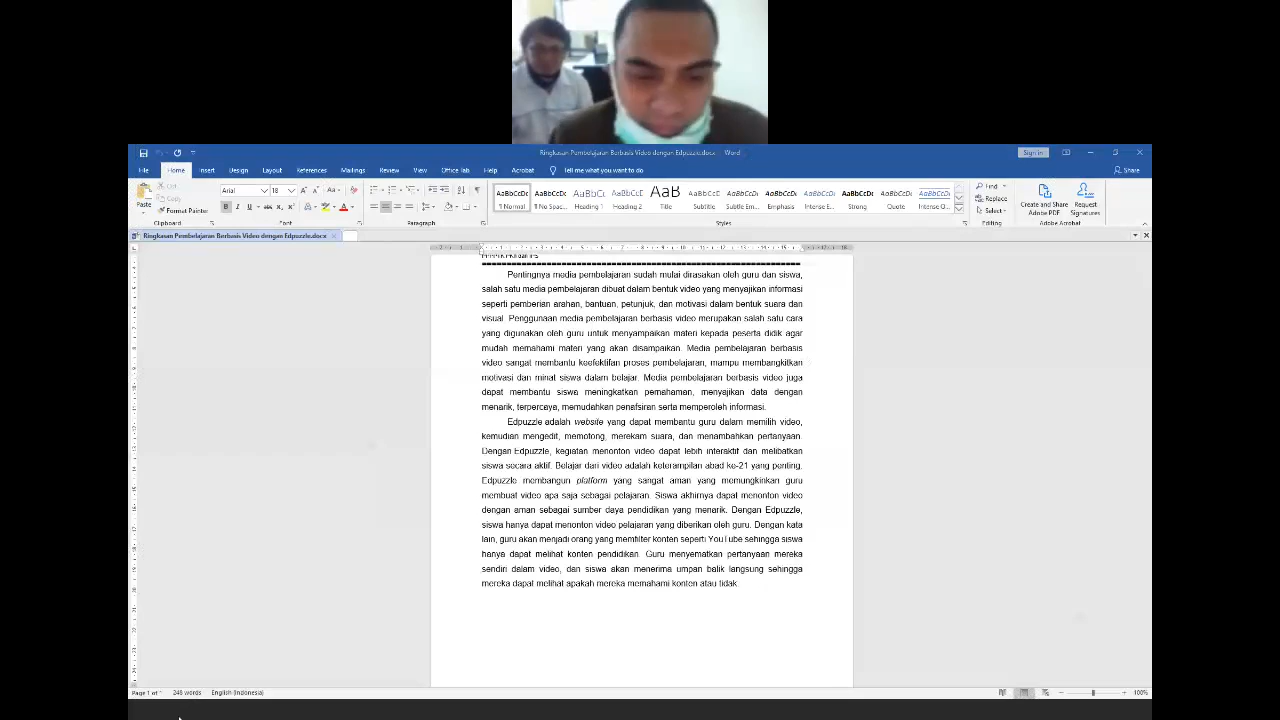 Ringkasan Pembelajaran Berbasis Video dengan Edpuzzle.docx - Word
Sign in
File Home Insert Design Layout References Mailings Review View Office Tab Help Acrobat Tell me what you want to do Share
Paste
Cut
Copy
Format Painter
Clipboard
Arial 18
Font
Paragraph
AaBbCcDc AaBbCcDc AaBbC AaBbCcC AaB AaBbCcD AaBbCcDt AaBbCcDt AaBbCcDt AaBbCcDc AaBbCcDt AaBbCcDt
¶ Normal ¶ No Spac... Heading 1 Heading 2 Title Subtitle Subtle Em... Emphasis Intense E... Strong Quote Intense Q...
Styles
Find
Replace
Select
Editing
Create and Share Adobe PDF
Request Signatures
Adobe Acrobat
Ringkasan Pembelajaran Berbasis Video dengan Edpuzzle.docx
Pentingnya media pembelajaran sudah mulai dirasakan oleh guru dan siswa,
salah satu media pembelajaran dibuat dalam bentuk video yang menyajikan informasi
seperti pemberian arahan, bantuan, petunjuk, dan motivasi dalam bentuk suara dan
visual. Penggunaan media pembelajaran berbasis video merupakan salah satu cara
yang digunakan oleh guru untuk menyampaikan materi kepada peserta didik agar
mudah memahami materi yang akan disampaikan. Media pembelajaran berbasis
video sangat membantu keefektifan proses pembelajaran, mampu membangkitkan
motivasi dan minat siswa dalam belajar. Media pembelajaran berbasis video juga
dapat membantu siswa meningkatkan pemahaman, menyajikan data dengan
menarik, terpercaya, memudahkan penafsiran serta memperoleh informasi.
Edpuzzle adalah website yang dapat membantu guru dalam memilih video,
kemudian mengedit, memotong, merekam suara, dan menambahkan pertanyaan.
Dengan Edpuzzle, kegiatan menonton video dapat lebih interaktif dan melibatkan
siswa secara aktif. Belajar dari video adalah keterampilan abad ke-21 yang penting.
Edpuzzle membangun platform yang sangat aman yang memungkinkan guru
membuat video apa saja sebagai pelajaran. Siswa akhirnya dapat menonton video
dengan aman sebagai sumber daya pendidikan yang menarik. Dengan Edpuzzle,
siswa hanya dapat menonton video pelajaran yang diberikan oleh guru. Dengan kata
lain, guru akan menjadi orang yang memfilter konten seperti YouTube sehingga siswa
hanya dapat melihat konten pendidikan. Guru menyematkan pertanyaan mereka
sendiri dalam video, dan siswa akan menerima umpan balik langsung sehingga
mereka dapat melihat apakah mereka memahami konten atau tidak
Page 1 of 1 248 words English (Indonesia) 100%